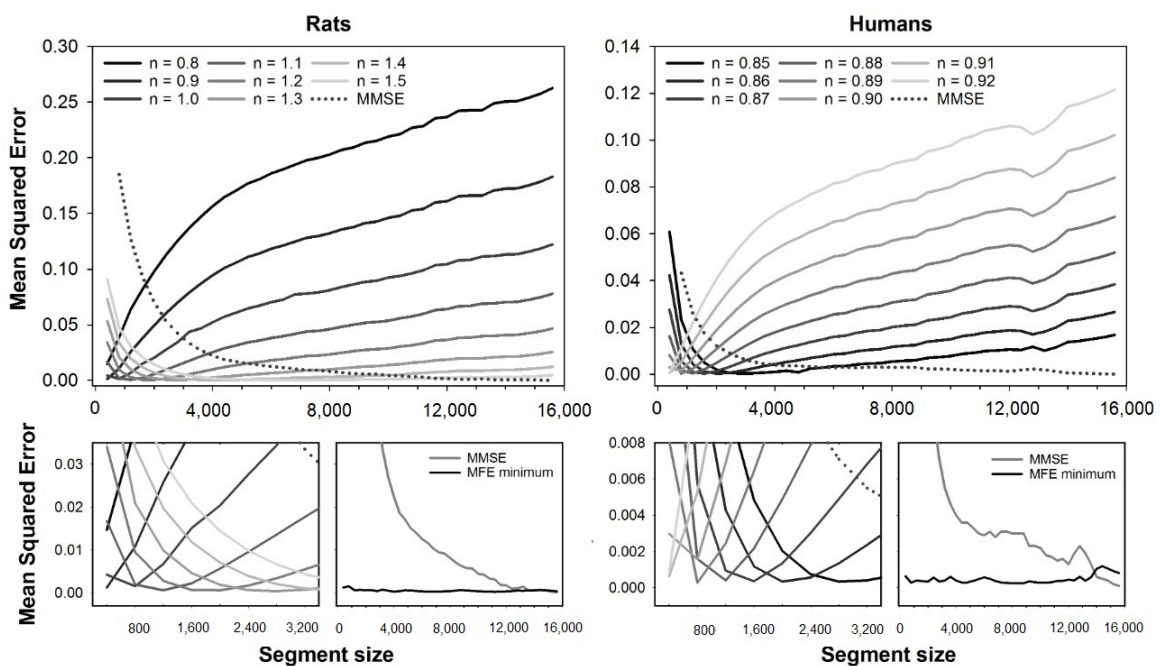 Rats
Humans
Mean Squared Error
0.30
0.25
0.20
0.15
0.10
0.05
0.00
n = 0.8
n = 0.9
n = 1.0
n = 1.1
n = 1.2
n = 1.3
n = 1.4
n = 1.5
MMSE
0
4,000
8,000
12,000
16,000
0.14
0.12
0.10
0.08
0.06
0.04
0.02
0.00
n = 0.85
n = 0.86
n = 0.87
n = 0.88
n = 0.89
n = 0.90
n = 0.91
n = 0.92
MMSE
0
4,000
8,000
12,000
16,000
Mean Squared Error
0.03
0.02
0.01
0.00
800
1,600
2,400
3,200
MMSE
MFE minimum
0
4,000
8,000
12,000
16,000
Segment size
0.008
0.006
0.004
0.002
0.000
800
1,600
2,400
3,200
MMSE
MFE minimum
0
4,000
8,000
12,000
16,000
Segment size